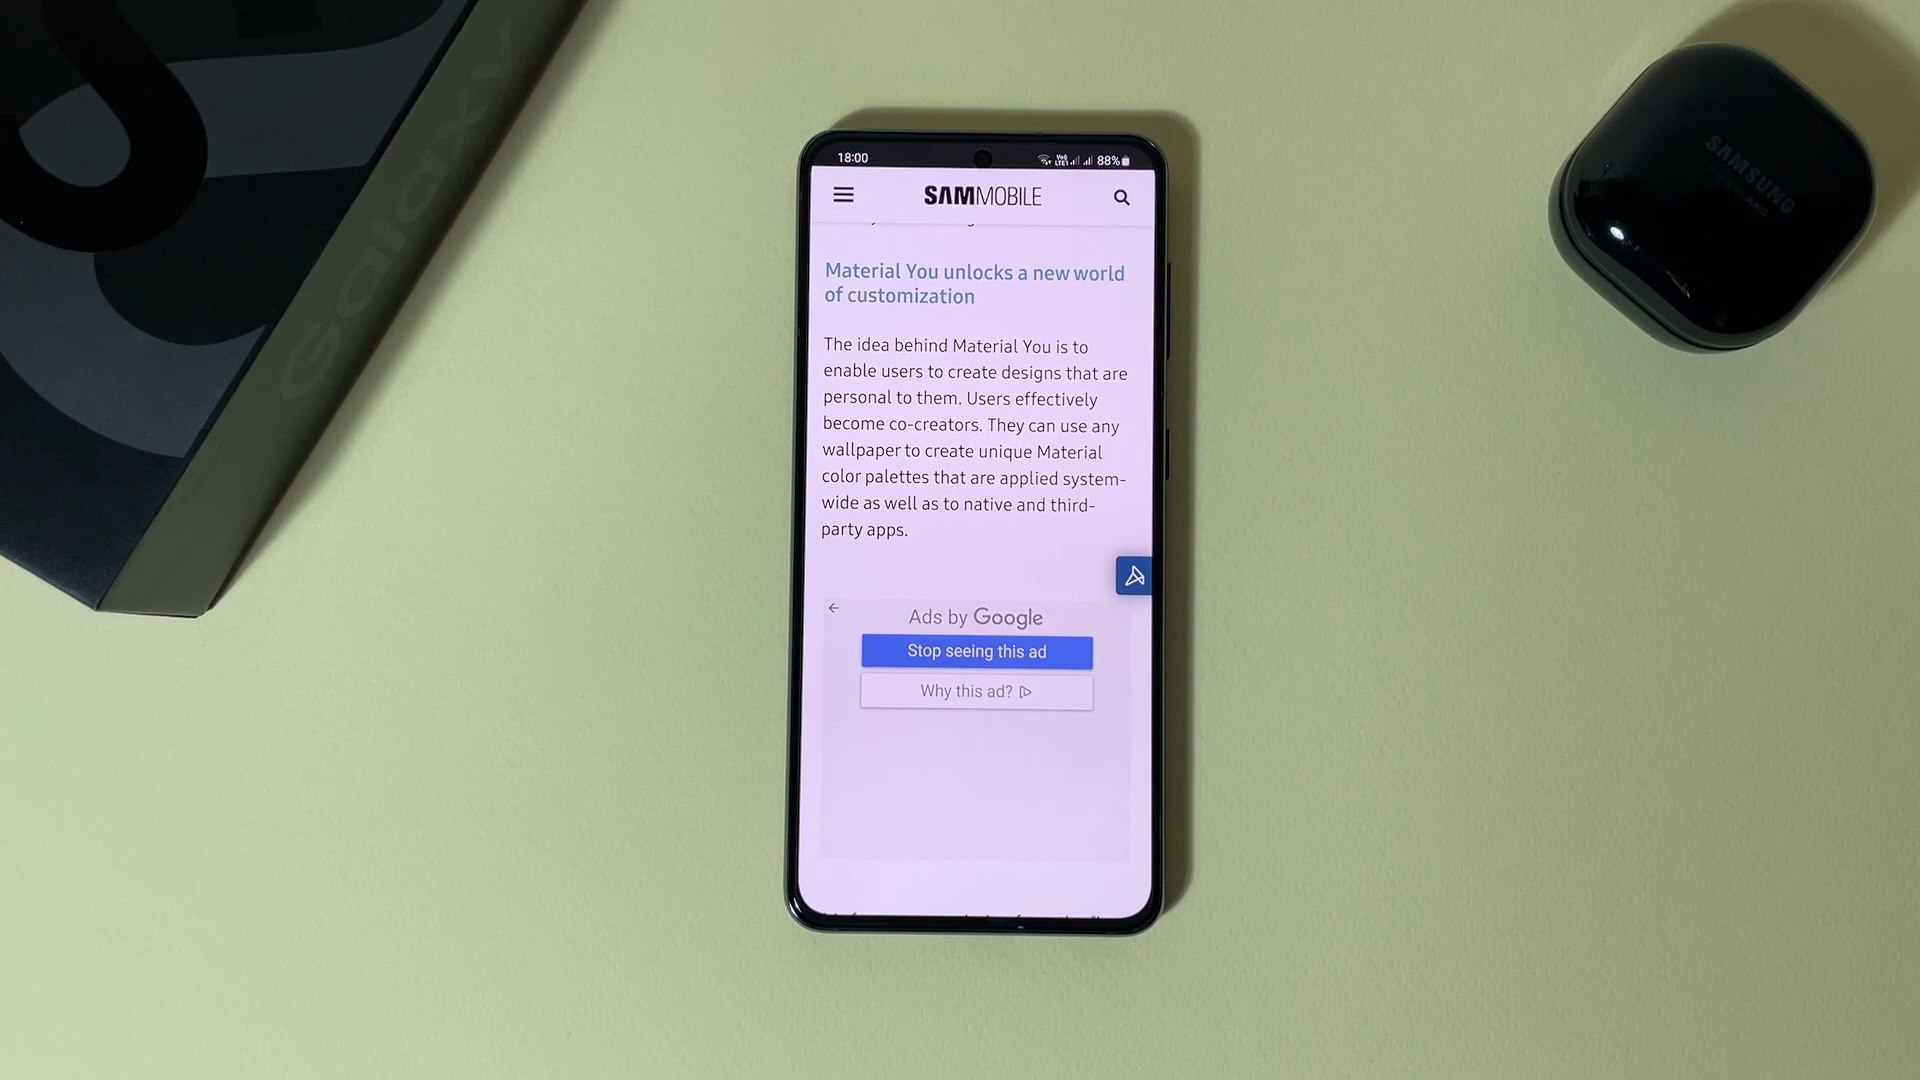 Galaxy
18:00
88%
SAMMOBILE
Material You unlocks a new world
of customization
The idea behind Material You is to
enable users to create designs that are
personal to them. Users effectively
become co-creators. They can use any
wallpaper to create unique Material
color palettes that are applied system-
wide as well as to native and third-
party apps.
Ads by Google
Stop seeing this ad
Why this ad?
SAMSUNG